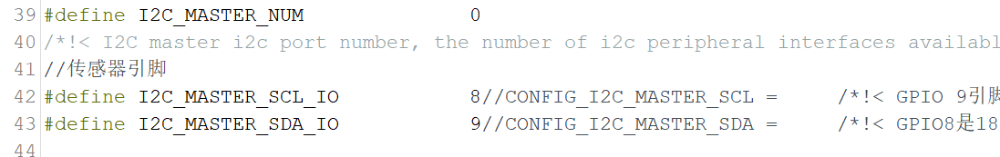 39 #define I2C_MASTER_NUM 0
40 /*!< I2C master i2c port number, the number of i2c peripheral interfaces availabl
41 //传感器引脚
42 #define I2C_MASTER_SCL_IO 8//CONFIG_I2C_MASTER_SCL = /*!< GPIO 9引脚
43 #define I2C_MASTER_SDA_IO 9//CONFIG_I2C_MASTER_SDA = /*!< GPIO8是18
44